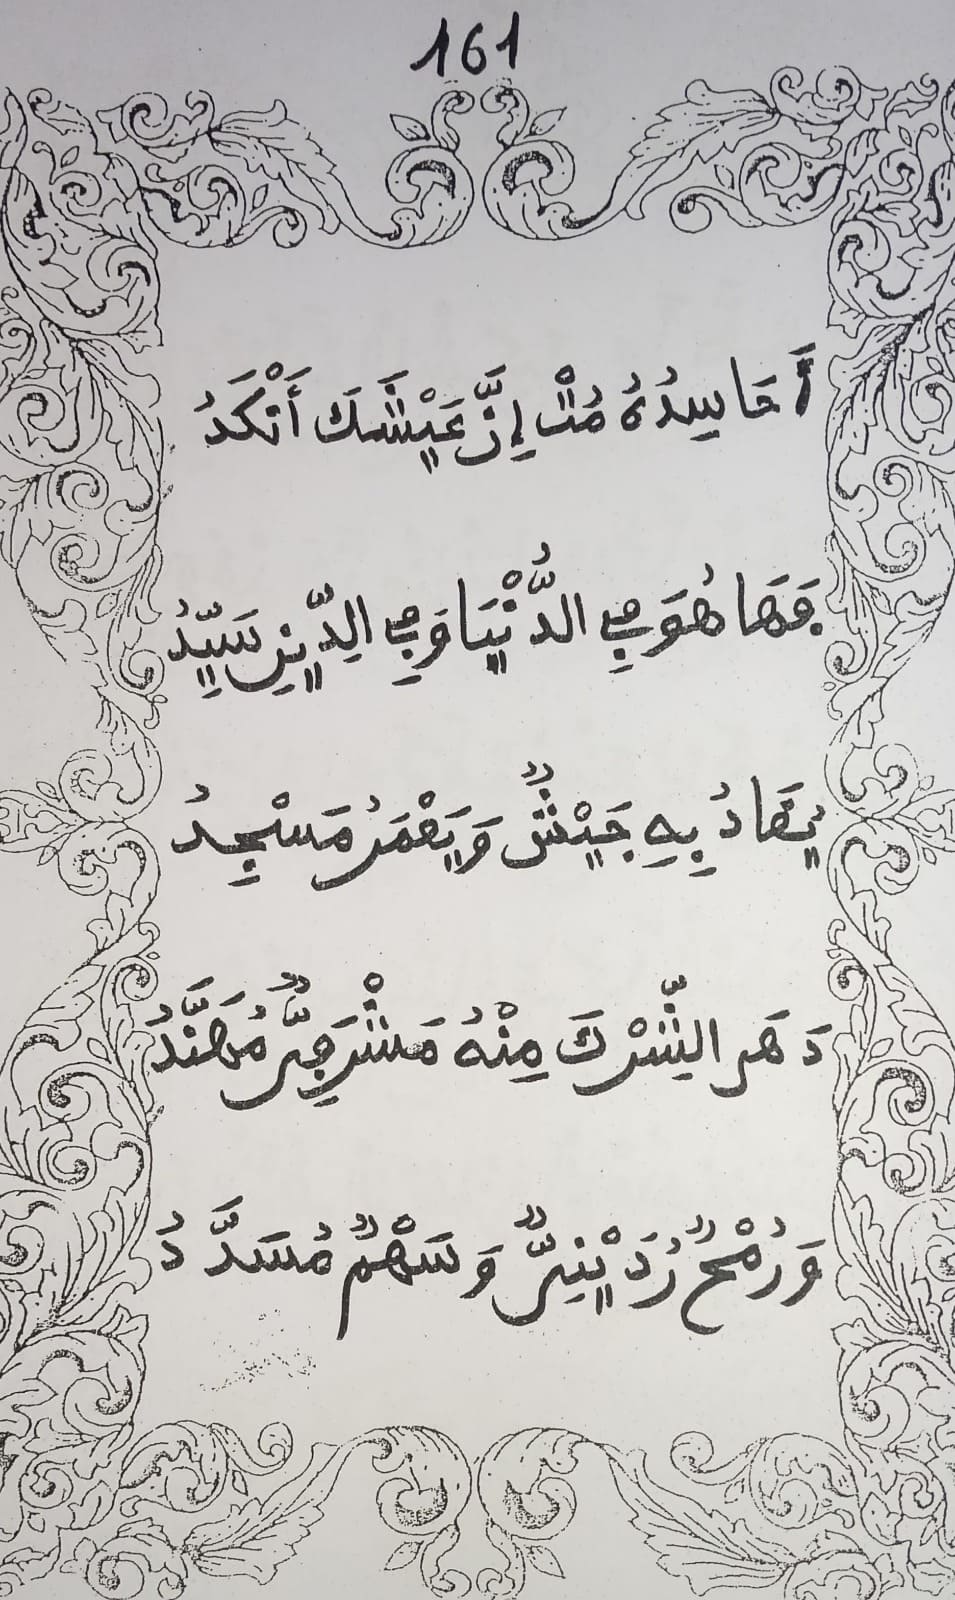 161
أَحَاسِدُهُ مُتْ إِنَّ عَيْشَكَ أَنْكَدُ
فَهَا هُوَ فِي الدُّنْيَا وَفِي الدِّينِ سَيِّدُ
يُقَادُ بِهِ جَيْشٌ وَيَعْمَرُ مَسْجِدُ
دَهَى الشِّرْكَ مِنْهُ مَشْرَفِيٌّ مُهَنَّدُ
وَرُمْحٌ رُدَيْنِيٌّ وَسَهْمٌ مُسَدَّدُ